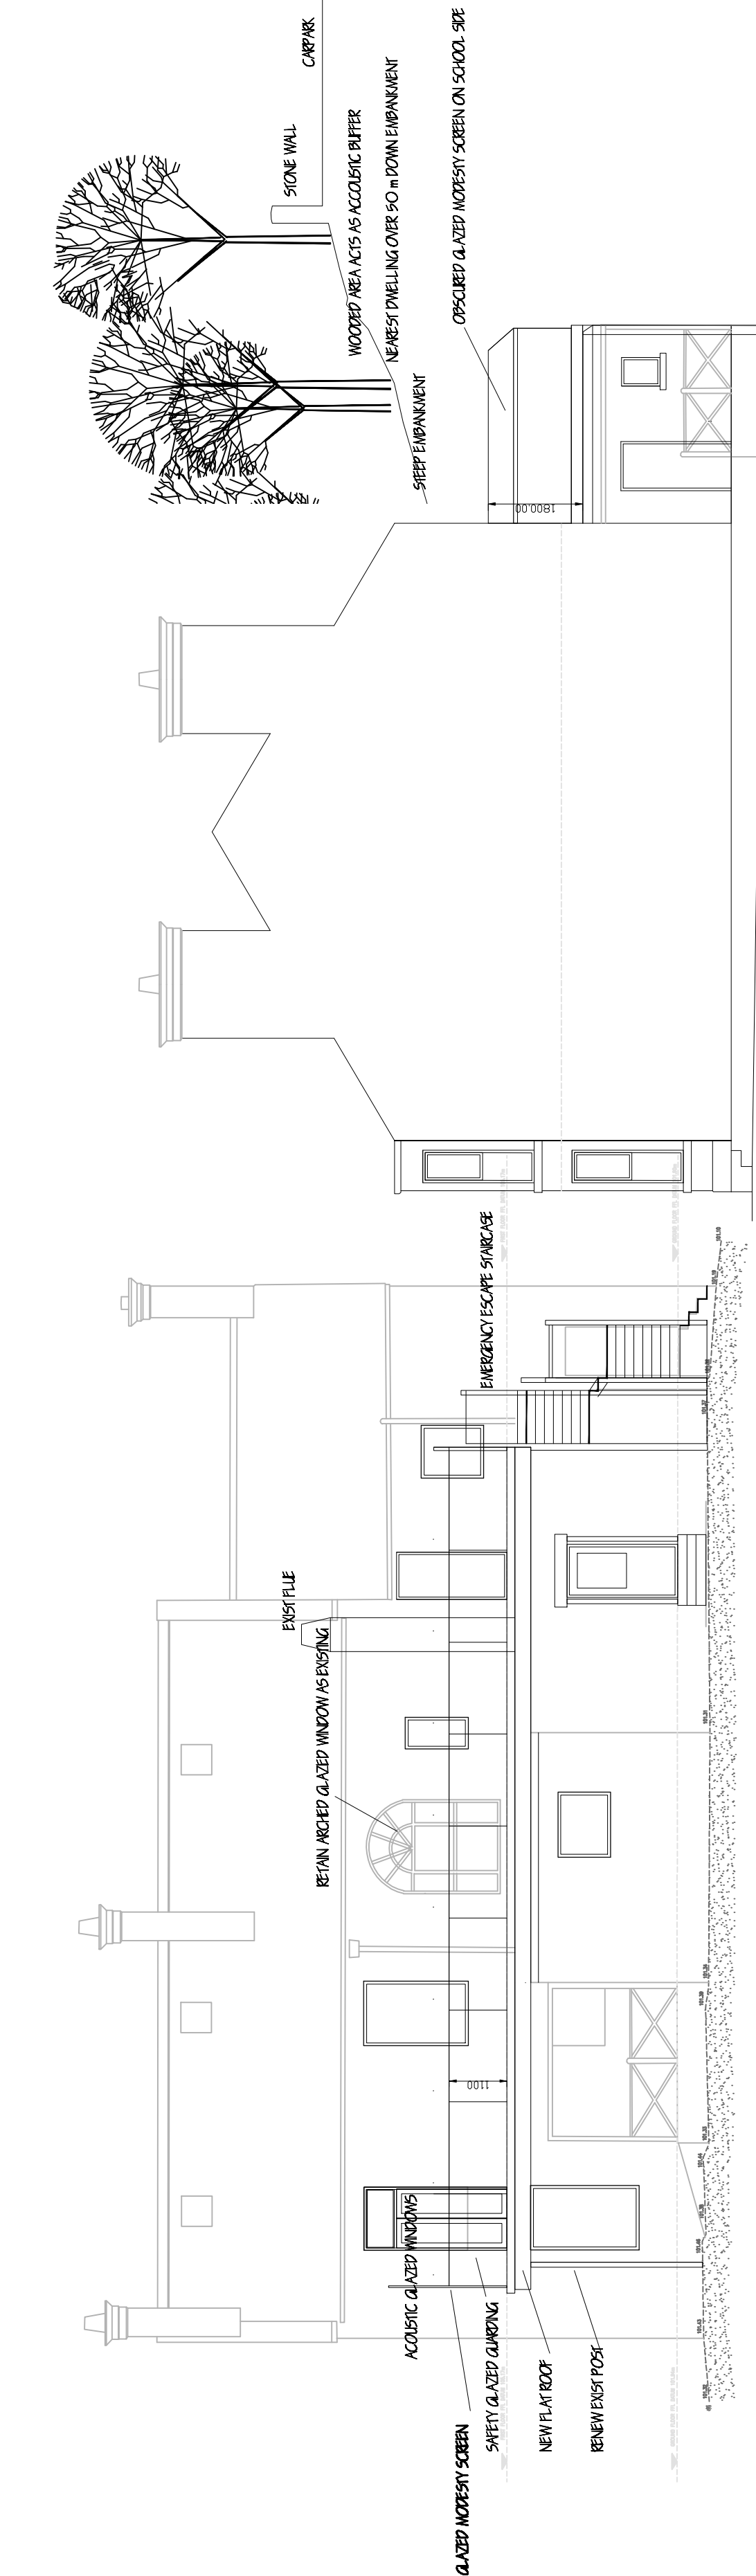 CARPARK
STONE WALL
WOODED AREA ACTS AS ACCOUSTIC BUFFER
NEAREST DWELLING OVER 50 m DOWN EMBANKMENT
STEEP EMBANKMENT
OBSCURED GLAZED MODESTY SCREEN ON SCHOOL SIDE
1800.00
EMERGENCY ESCAPE STAIRCASE
EXIST FLUE
RETAIN ARCHED GLAZED WINDOW AS EXISTING
1100
ACOUSTIC GLAZED WINDOWS
GLAZED MODESTY SCREEN
SAFETY GLAZED GUARDING
NEW FLAT ROOF
RENEW EXIST POST